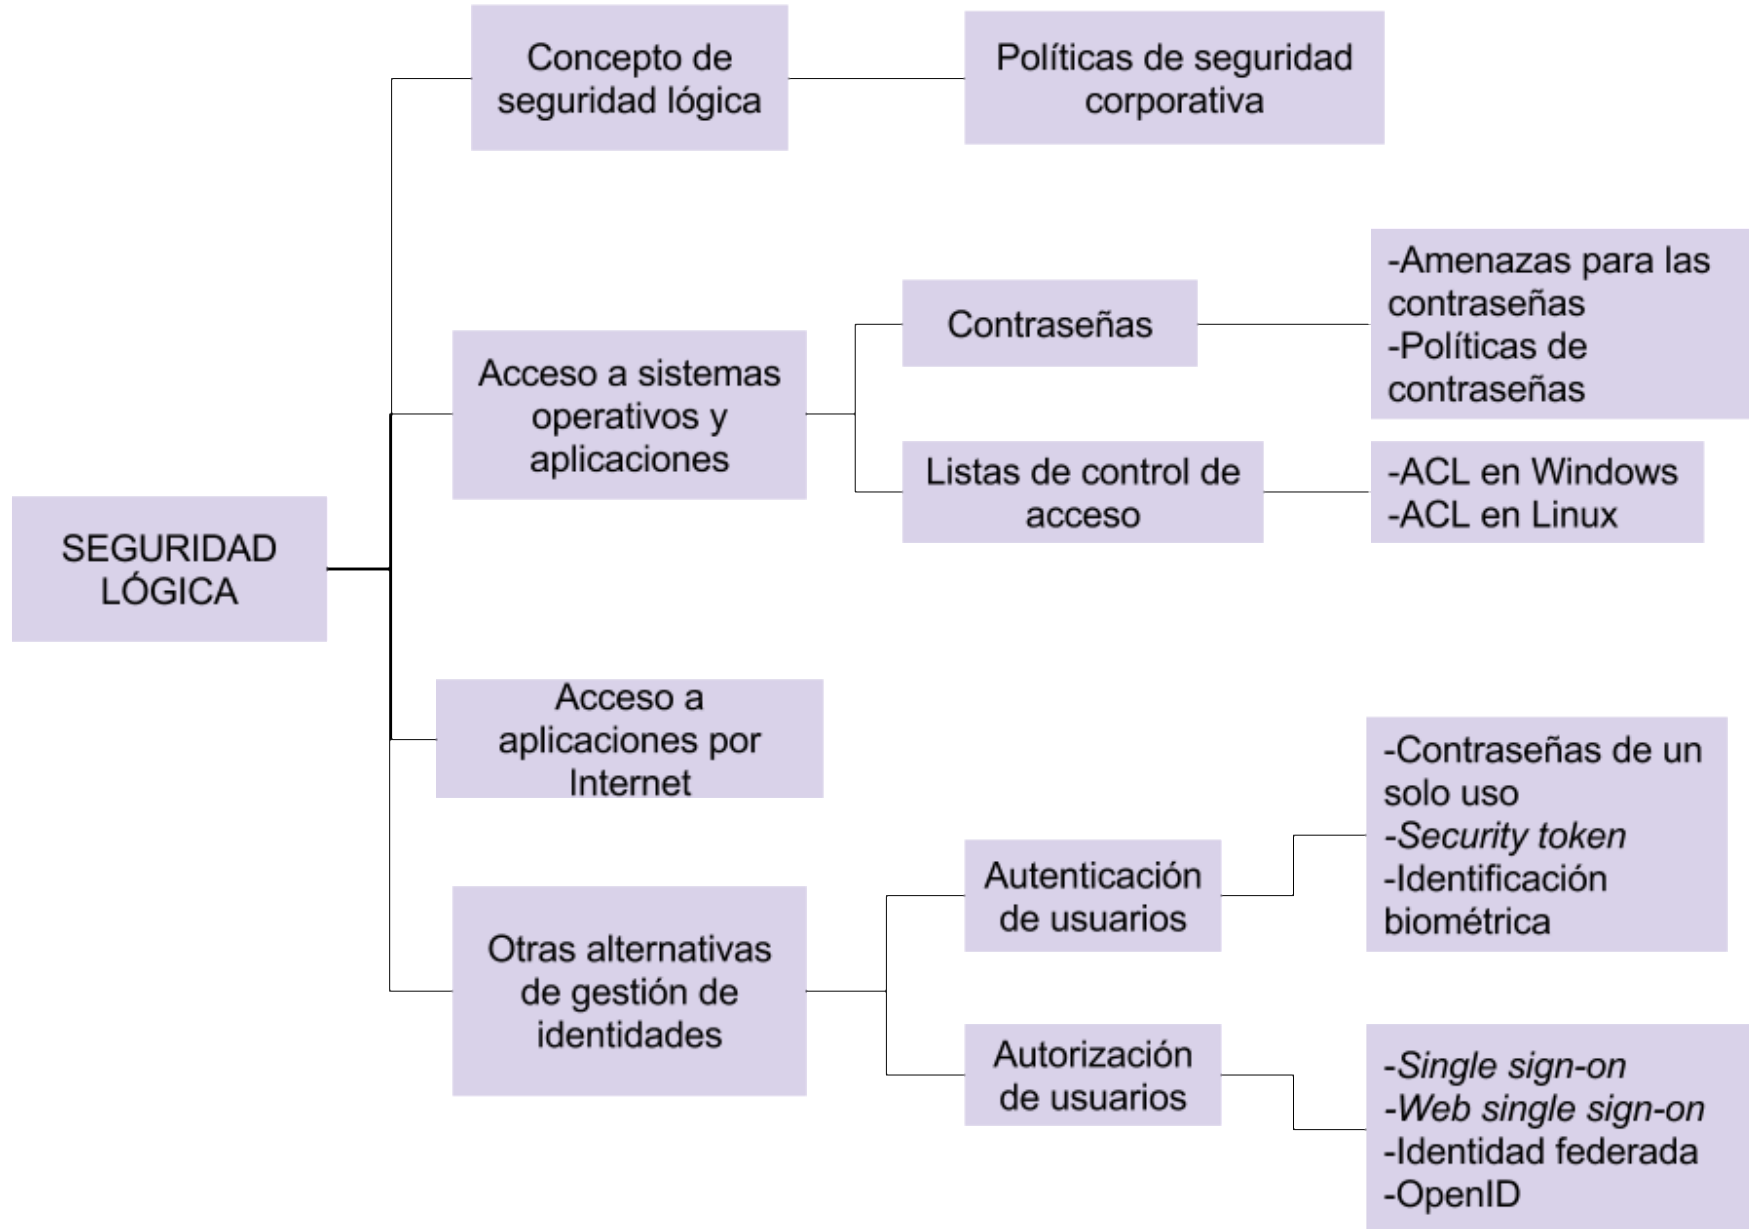 Concepto de
seguridad lógica
Políticas de seguridad
corporativa
SEGURIDAD
LÓGICA
Acceso a sistemas
operativos y
aplicaciones
Contraseñas
-Amenazas para las
contraseñas
-Políticas de
contraseñas
Listas de control de
acceso
-ACL en Windows
-ACL en Linux
Acceso a
aplicaciones por
Internet
Otras alternativas
de gestión de
identidades
Autenticación
de usuarios
-Contraseñas de un
solo uso
-Security token
-Identificación
biométrica
Autorización
de usuarios
-Single sign-on
-Web single sign-on
-Identidad federada
-OpenID